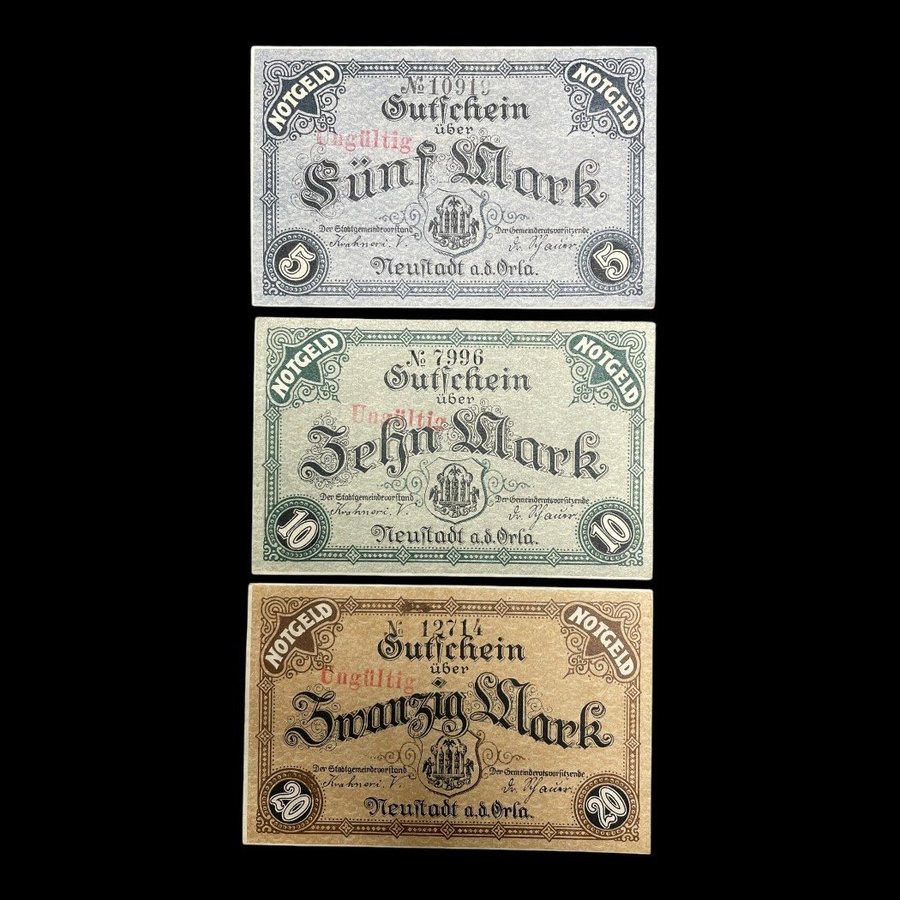 NOTGELD NOTGELD
№ 10919
Gutschein
über
Ungültig
Fünf Mark
Der Stadtgemeindevorstand Der Gemeinderatsvorsitzende
5 5
Neustadt a.d. Orla.
NOTGELD NOTGELD
№ 7996
Gutschein
über
Ungültig
Zehn Mark
Der Stadtgemeindevorstand Der Gemeinderatsvorsitzende
10 10
Neustadt a.d. Orla.
NOTGELD NOTGELD
№ 12714
Gutschein
über
Ungültig
Zwanzig Mark
Der Stadtgemeindevorstand Der Gemeinderatsvorsitzende
20 20
Neustadt a.d. Orla.